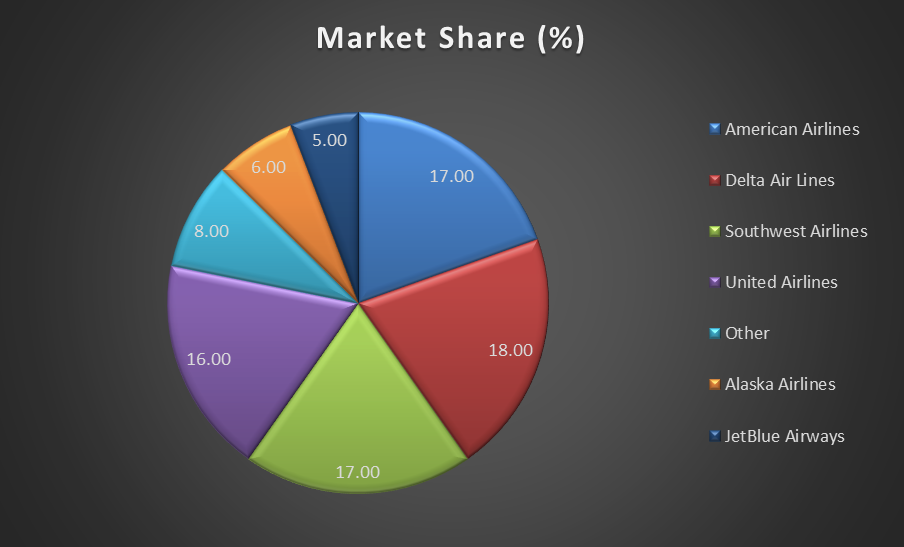 Market Share (%)
5.00
17.00
6.00
8.00
18.00
16.00
17.00
American Airlines
Delta Air Lines
Southwest Airlines
United Airlines
Other
Alaska Airlines
JetBlue Airways